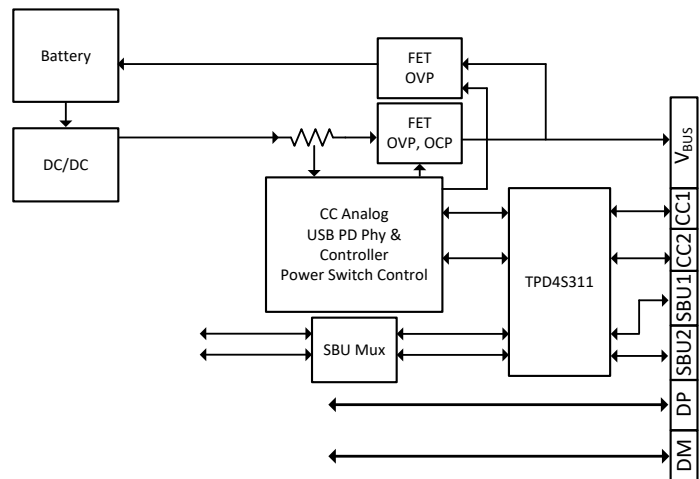 Battery
FET
OVP
FET
OVP, OCP
DC/DC
CC Analog
USB PD Phy &
Controller
Power Switch Control
TPD4S311
SBU Mux
VBUS
CC1
CC2
SBU1
SBU2
DP
DM